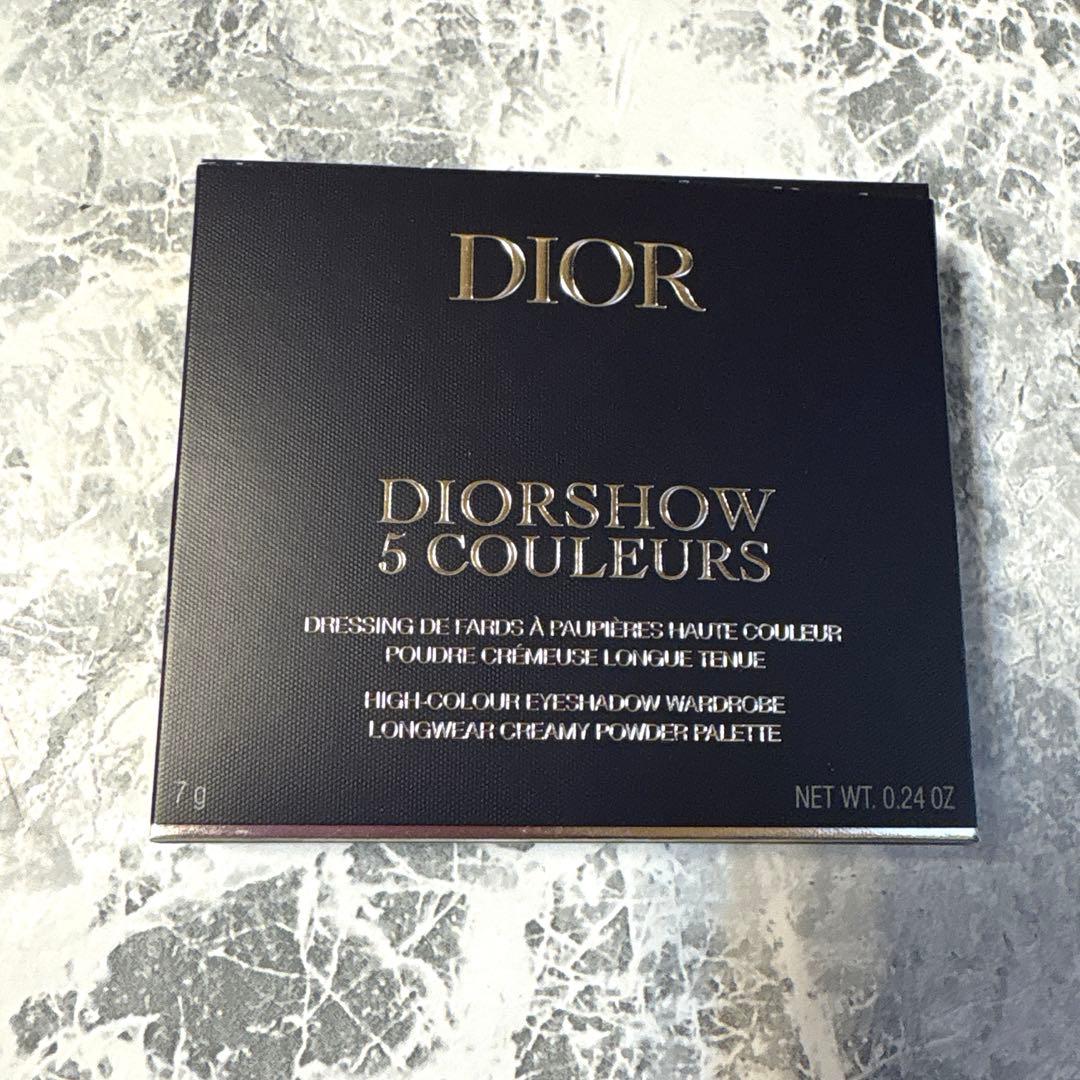 DIOR
DIORSHOW
5 COULEURS
DRESSING DE FARDS À PAUPIÈRES HAUTE COULEUR
POUDRE CRÉMEUSE LONGUE TENUE
HIGH-COLOUR EYESHADOW WARDROBE
LONGWEAR CREAMY POWDER PALETTE
7 g
NET WT. 0.24 OZ